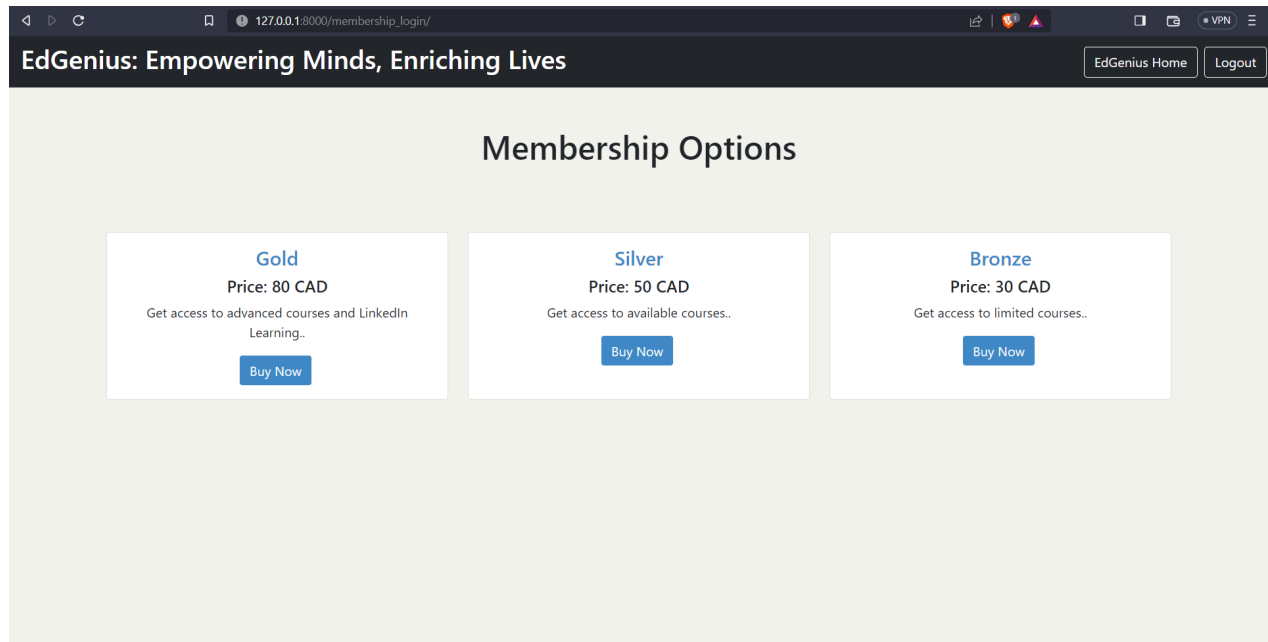 127.0.0.1:8000/membership_login/
1
VPN
EdGenius: Empowering Minds, Enriching Lives
EdGenius Home
Logout
Membership Options
Gold
Price: 80 CAD
Get access to advanced courses and LinkedIn
Learning..
Buy Now
Silver
Price: 50 CAD
Get access to available courses..
Buy Now
Bronze
Price: 30 CAD
Get access to limited courses..
Buy Now